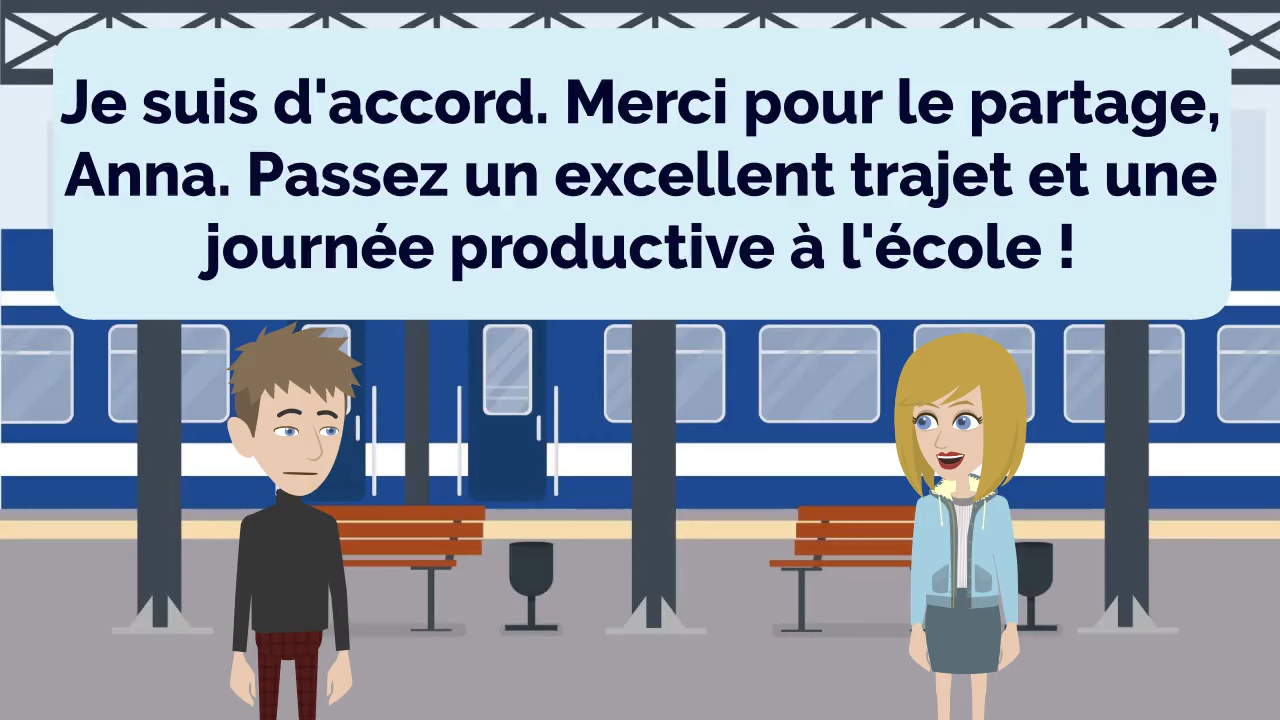 Je suis d'accord. Merci pour le partage,
Anna. Passez un excellent trajet et une
journée productive à l'école !